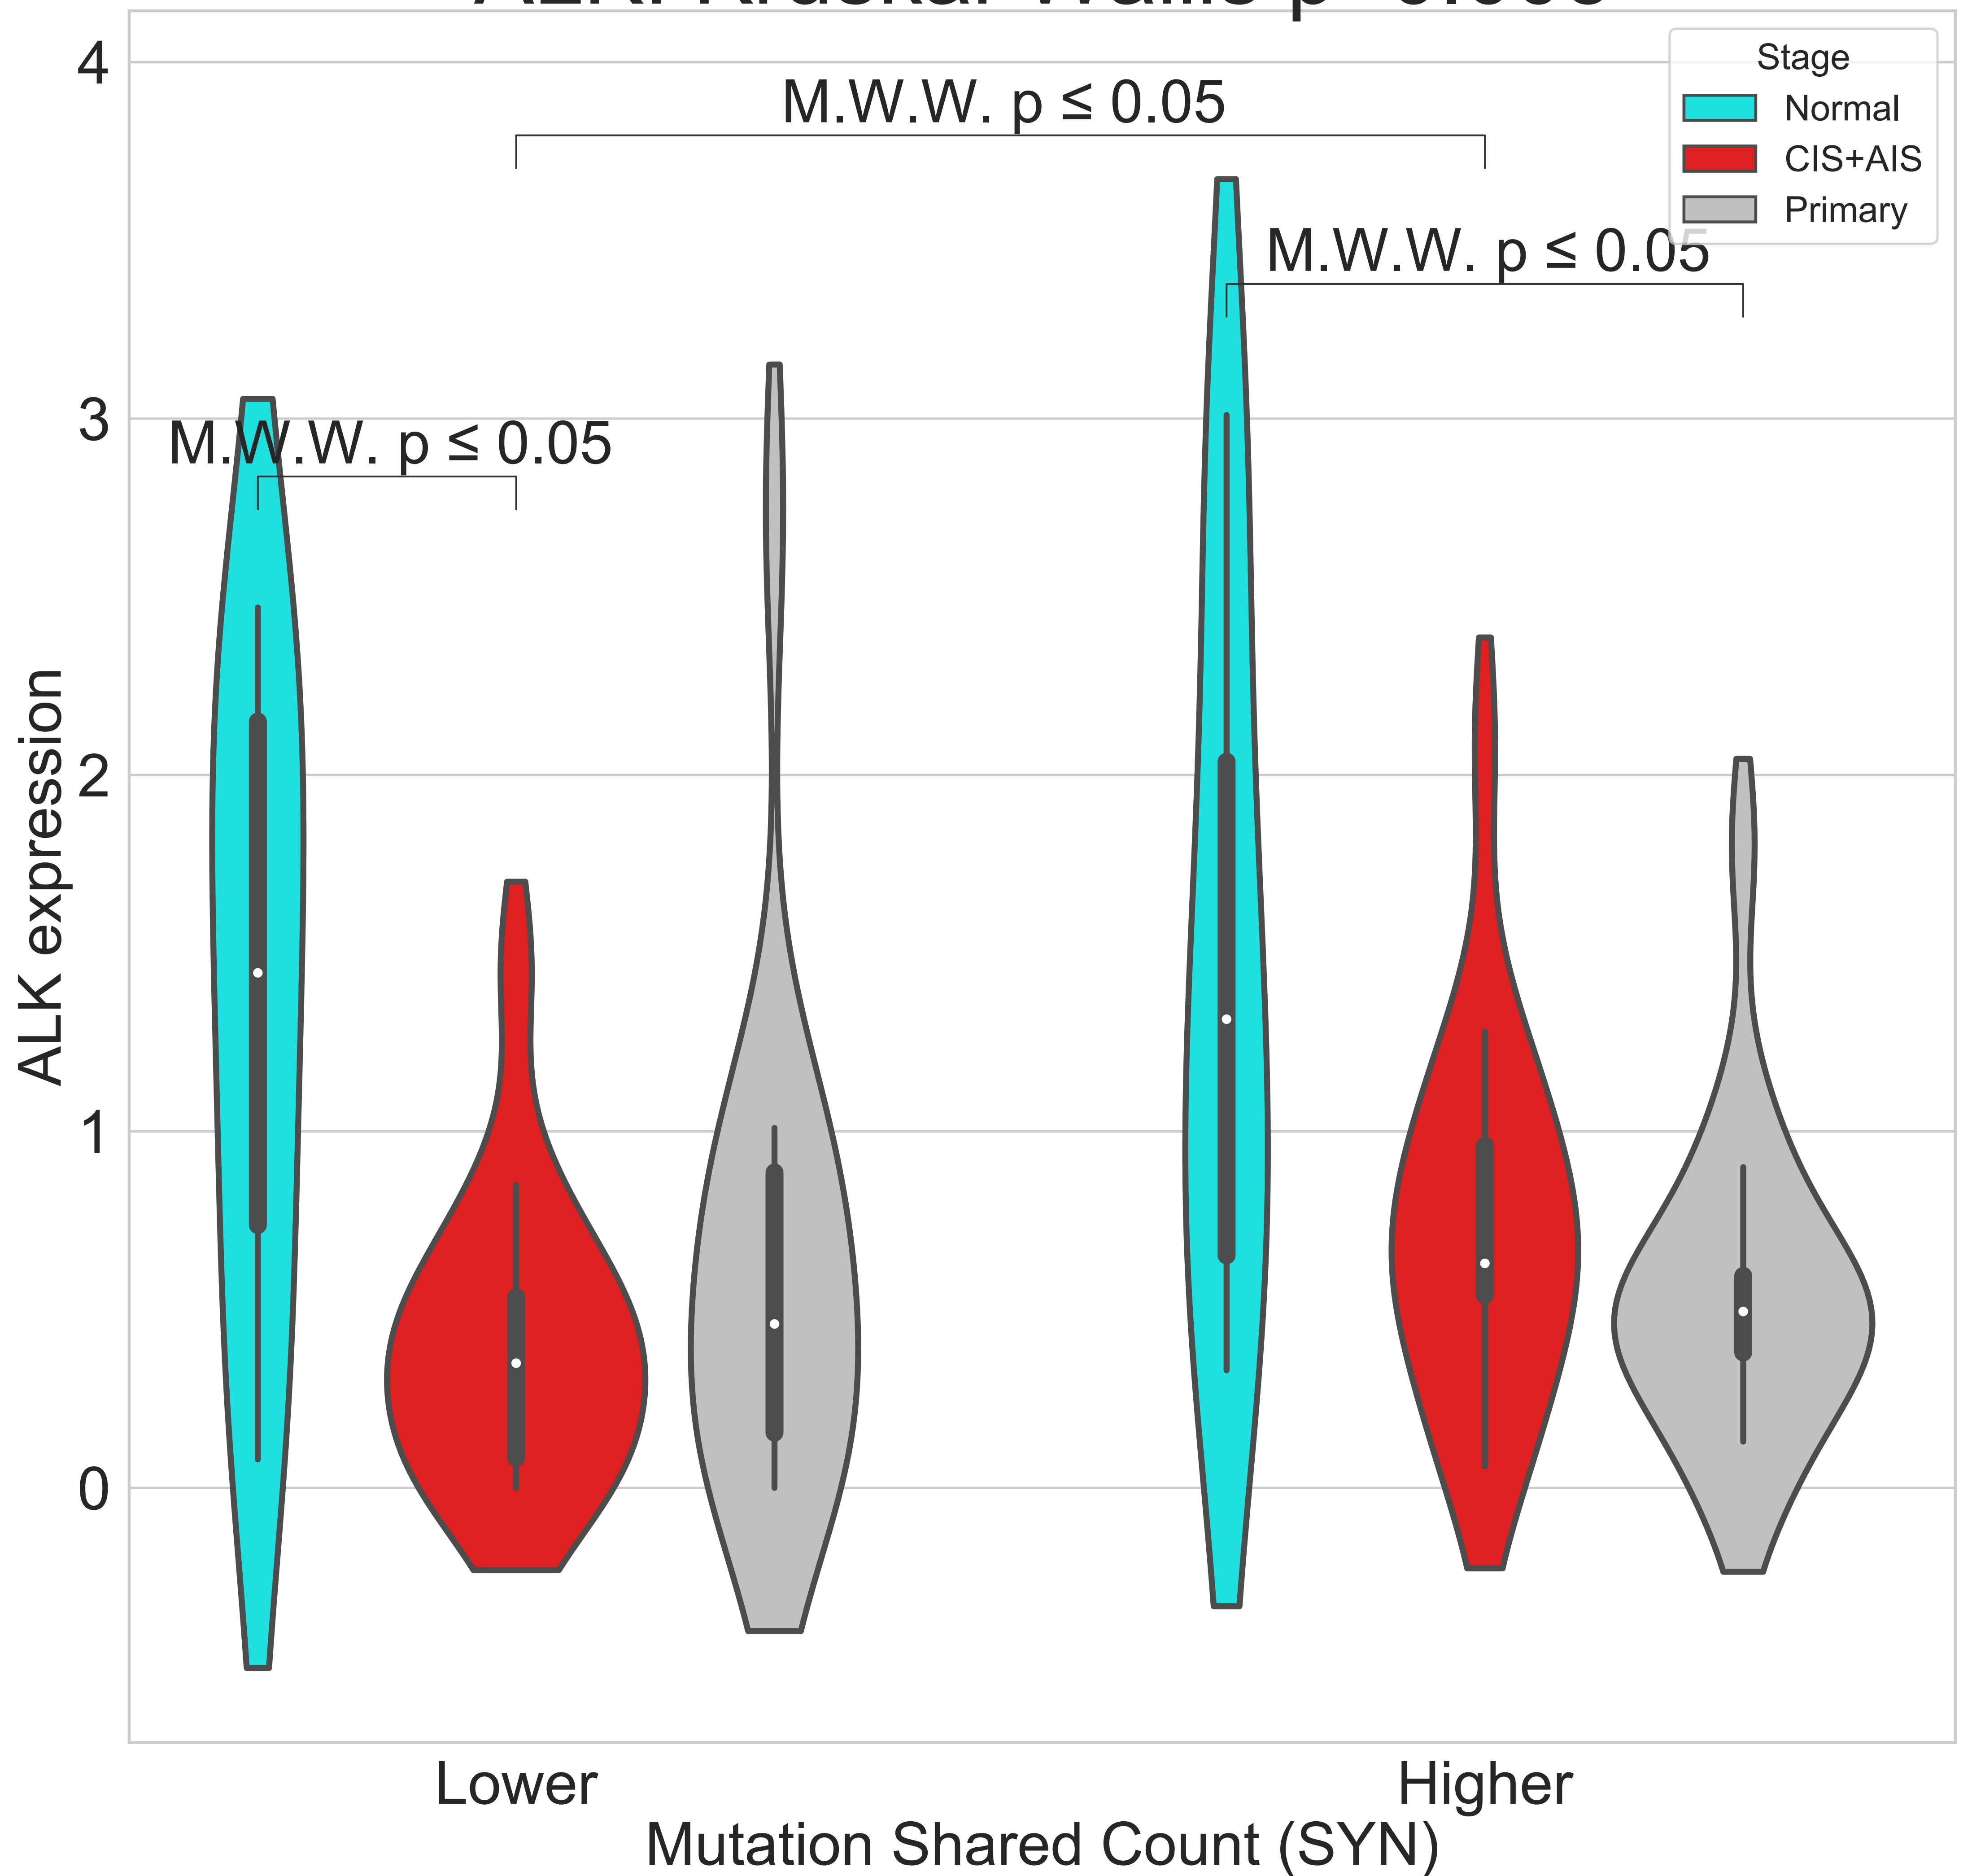 4
M.W.W. p ≤ 0.05
Stage
Normal
CIS+AIS
Primary
M.W.W. p ≤ 0.05
3
M.W.W. p ≤ 0.05
2
ALK expression
1
0
Lower
Higher
Mutation Shared Count (SYN)